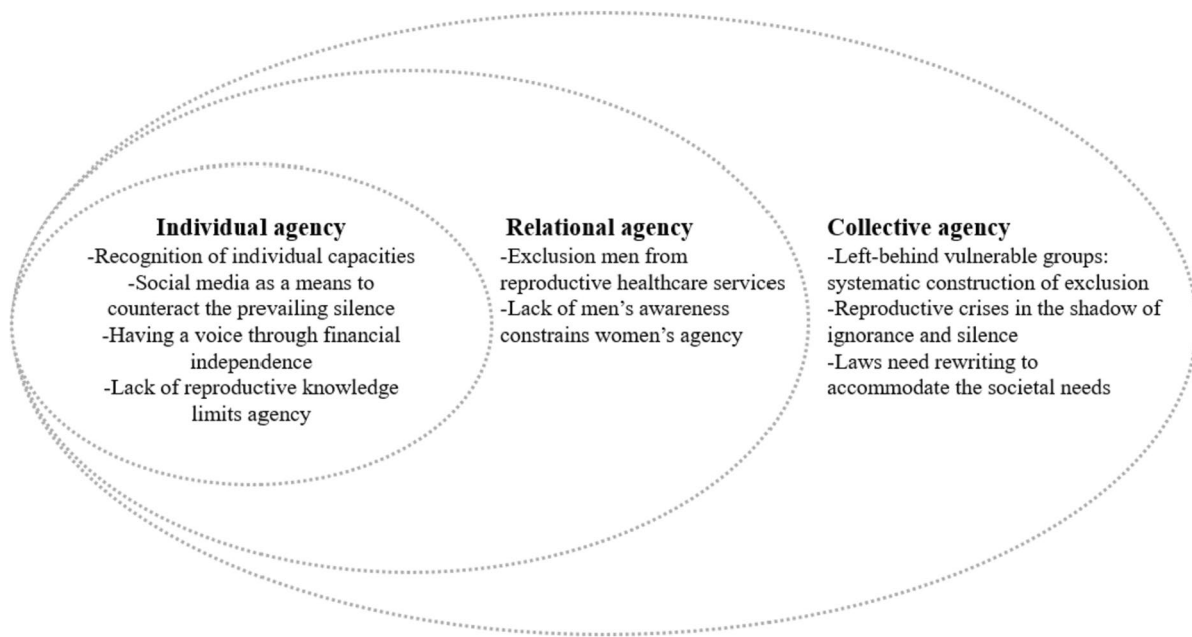 Individual agency
-Recognition of individual capacities
-Social media as a means to
counteract the prevailing silence
-Having a voice through financial
independence
-Lack of reproductive knowledge
limits agency
Relational agency
-Exclusion men from
reproductive healthcare services
-Lack of men’s awareness
constrains women’s agency
Collective agency
-Left-behind vulnerable groups:
systematic construction of exclusion
-Reproductive crises in the shadow of
ignorance and silence
-Laws need rewriting to
accommodate the societal needs